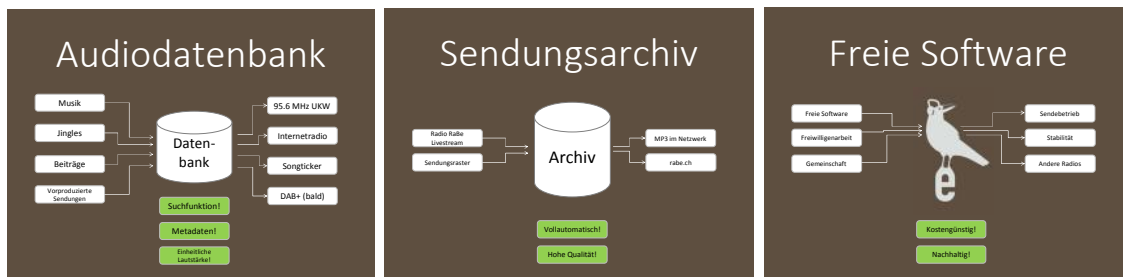 Audiodatenbank
Musik
Jingles
Beiträge
Vorproduzierte
Sendungen
Daten-
bank
95.6 MHz UKW
Internetradio
Songticker
DAB+ (bald)
Suchfunktion!
Metadaten!
Einheitliche
Lautstärke!
Sendungsarchiv
Radio RaBe
Livestream
Sendungsraster
Archiv
MP3 im Netzwerk
rabe.ch
Vollautomatisch!
Hohe Qualität!
Freie Software
Freie Software
Freiwilligenarbeit
Gemeinschaft
e
Sendebetrieb
Stabilität
Andere Radios
Kostengünstig!
Nachhaltig!